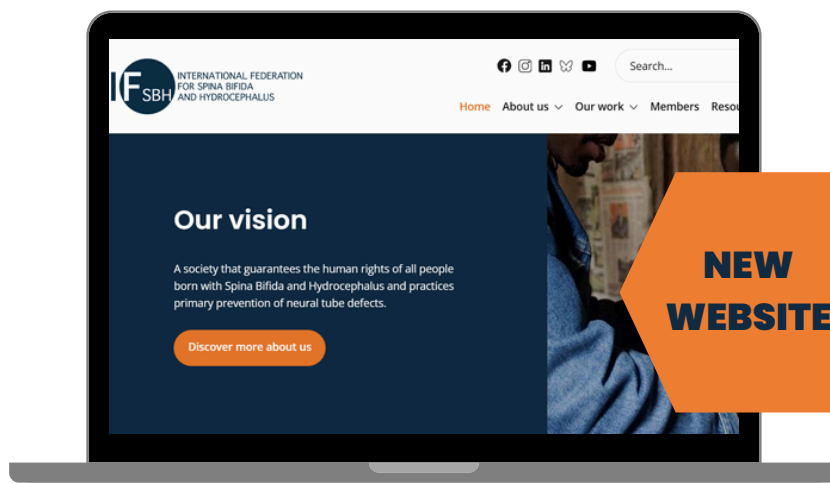 IFSBH
INTERNATIONAL FEDERATION
FOR SPINA BIFIDA
AND HYDROCEPHALUS
Search...
Home About us Our work Members Resou
Our vision
A society that guarantees the human rights of all people
born with Spina Bifida and Hydrocephalus and practices
primary prevention of neural tube defects.
Discover more about us
NEW
WEBSITE